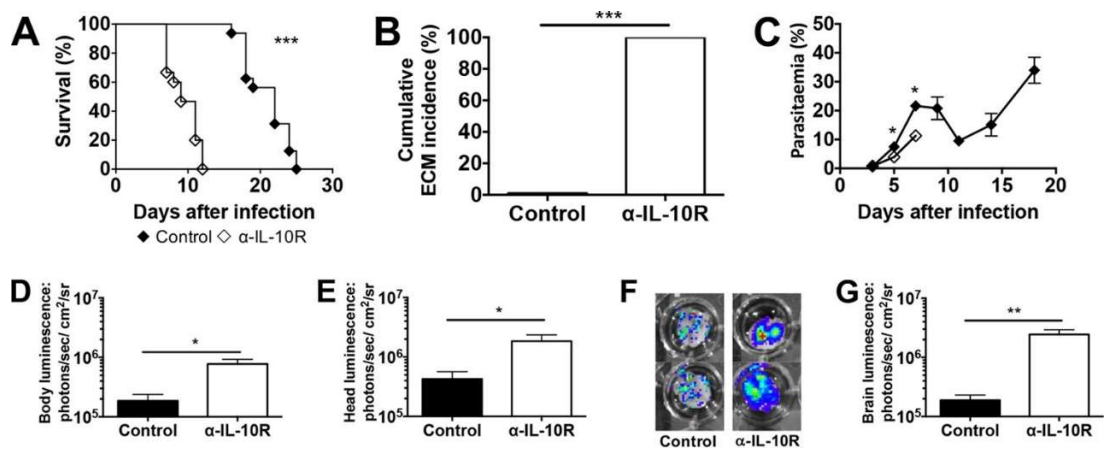 A
Survival (%)
100
80
60
40
20
0
0 10 20 30
Days after infection
◆ Control ◇ α-IL-10R
***
B
Cumulative
ECM incidence (%)
100
80
60
40
20
0
Control α-IL-10R
***
C
Parasitaemia (%)
50
40
30
20
10
0
0 5 10 15 20
Days after infection
*
*
D
Body luminescence:
photons/sec/ cm²/sr
10⁷
10⁶
10⁵
*
Control α-IL-10R
E
Head luminescence:
photons/sec/ cm²/sr
10⁷
10⁶
10⁵
*
Control α-IL-10R
F
Control α-IL-10R
G
Brain luminescence:
photons/sec/ cm²/sr
10⁷
10⁶
10⁵
**
Control α-IL-10R